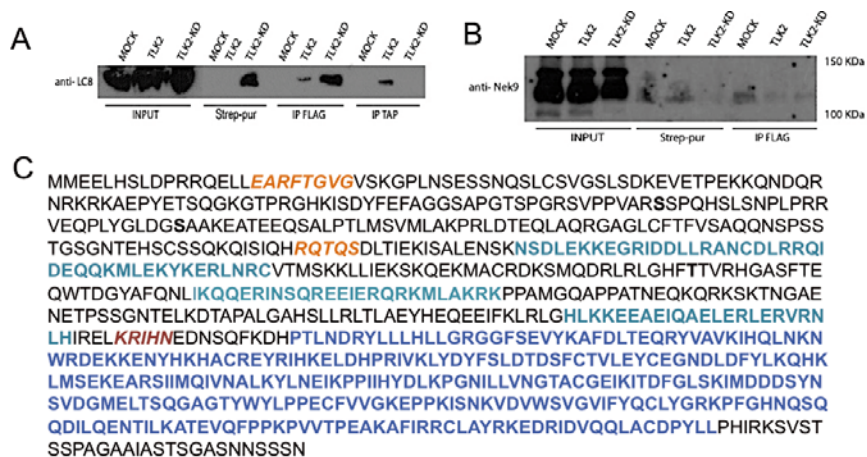 A
MOCK TLK2 TLK2-KD MOCK TLK2 TLK2-KD MOCK TLK2 TLK2-KD MOCK TLK2 TLK2-KD
anti-LC8
INPUT Strep-pur IP FLAG IP TAP
B
MOCK TLK2 TLK2-KD MOCK TLK2 TLK2-KD MOCK TLK2 TLK2-KD
150 KDa
anti- Nek9
100 KDa
INPUT Strep-pur IP FLAG
C
MMEELHSLDPRRQELLEARFTGVGVSKGPLNSESSNQSLCSVGSLSDKEVETPEKKQNDQR
NRKRKAEPYETSQGKGTPRGHKISDYFEFAGGSAPGTSPGRSVPPVARSSPQHSLSNPLPRR
VEQPLYGLDGSAAKEATEEQSALPTLMSVMLAKPRLDTEQLAQRGAGLCFTFVSAQQNSPSS
TGSGNTEHSCSSQKQISIQHRQTQSDLTIEKISALENSKNSDLEKKEGRIDDLLRANCDLRRQI
DEQQKMLEKYKERLNRCVTMSKKLLIEKSKQEKMACRDKSMQDRLRLGHFTTVRHGASFTE
QWTDGYAFQNLIKQQERINSQREEIERQRKMLAKRKPPAMGQAPPATNEQKQRKSKTNGAE
NETPSSGNTELKDTAPALGAHSLLRLTLAEYHEQEEIFKLRLGHLKKEEAEIQAELERLERVRN
LHIRELKRIHNEDNSQFKDHPTLNDRYLLLHLLGRGGFSEVYKAFDLTEQRYVAVKIHQLNKN
WRDEKKENYHKHACREYRIHKELDHPRIVKLYDYFSLDTDSFCTVLEYCEGNDLDFYLKQHK
LMSEKEARSIIMQIVNALKYLNEIKPPIIHYDLKPGNILLVNGTACGEIKITDFGLSKIMDDDSYN
SVDGMELTSQGAGTYWYLPPECFVVGKEPPKISNKVDVWSVGVIFYQCLYGRKPFGHNQSQ
QDILQENTILKATEVQFPPKPVVTPEAKAFIRRCLAYRKEDRIDVQQLACDPYLLPHIRKSVST
SSPAGAAIASTSGASNNSSSN